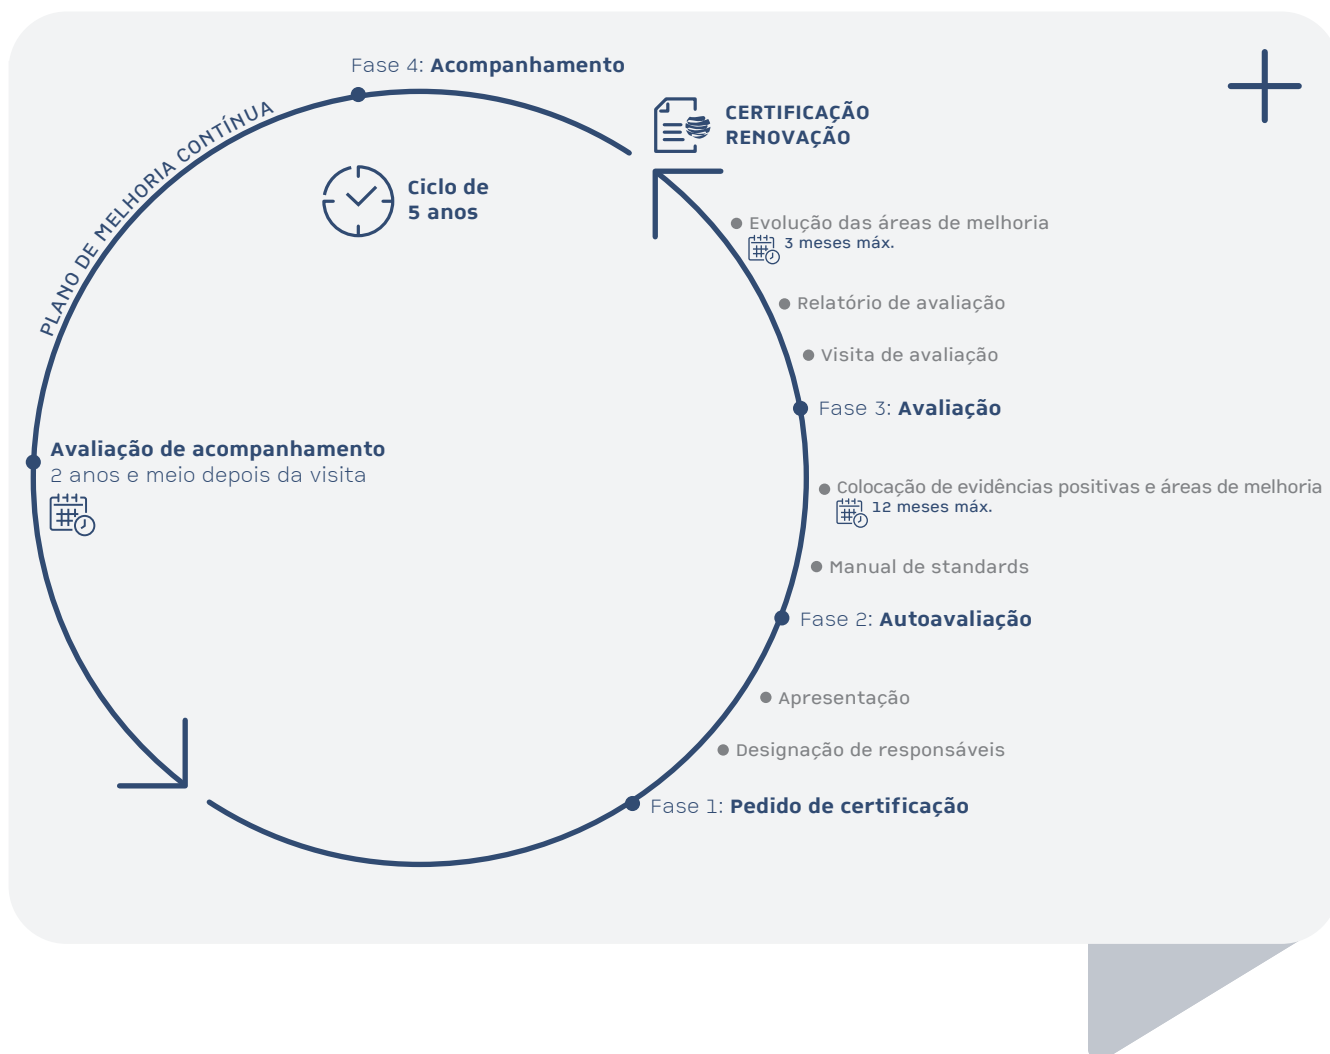 Fase 4: Acompanhamento
PLANO DE MELHORIA CONTÍNUA
CERTIFICAÇÃO
RENOVAÇÃO
Ciclo de
5 anos
Evolução das áreas de melhoria
3 meses máx.
Relatório de avaliação
Visita de avaliação
Fase 3: Avaliação
Avaliação de acompanhamento
2 anos e meio depois da visita
Colocação de evidências positivas e áreas de melhoria
12 meses máx.
Manual de standards
Fase 2: Autoavaliação
Apresentação
Designação de responsáveis
Fase 1: Pedido de certificação